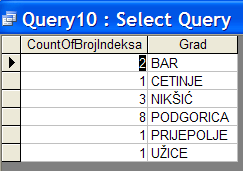 Query10 : Select Query
CountOfBrojIndeksa Grad
2 BAR
1 CETINJE
3 NIKŠIĆ
8 PODGORICA
1 PRIJEPOLJE
1 UŽICE